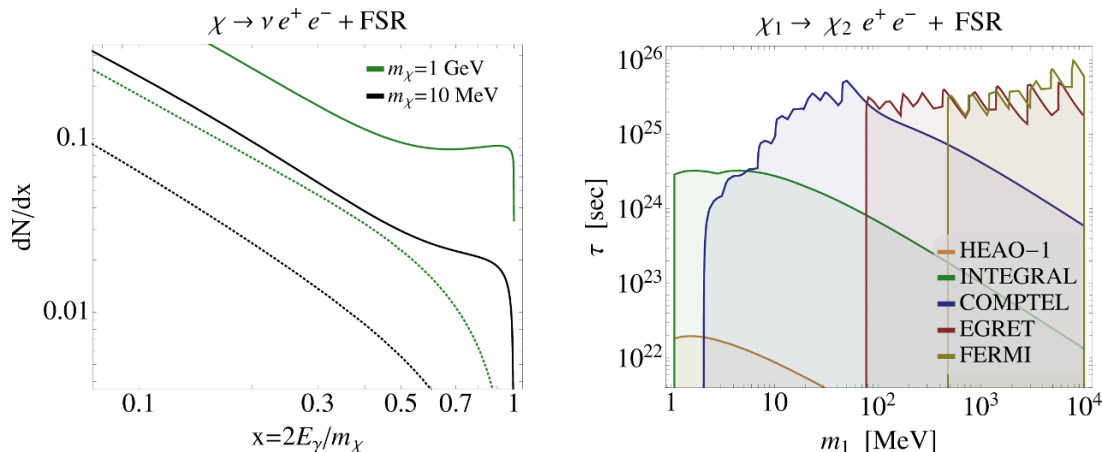 χ → ν e⁺ e⁻ + FSR
m_χ=1 GeV
m_χ=10 MeV
dN/dx
0.1
0.01
0.1
0.3
0.5
0.7
1
x=2E_γ/m_χ
χ₁ → χ₂ e⁺ e⁻ + FSR
τ [sec]
10²⁶
10²⁵
10²⁴
10²³
10²²
HEAO−1
INTEGRAL
COMPTEL
EGRET
FERMI
1
10
10²
10³
10⁴
m₁ [MeV]